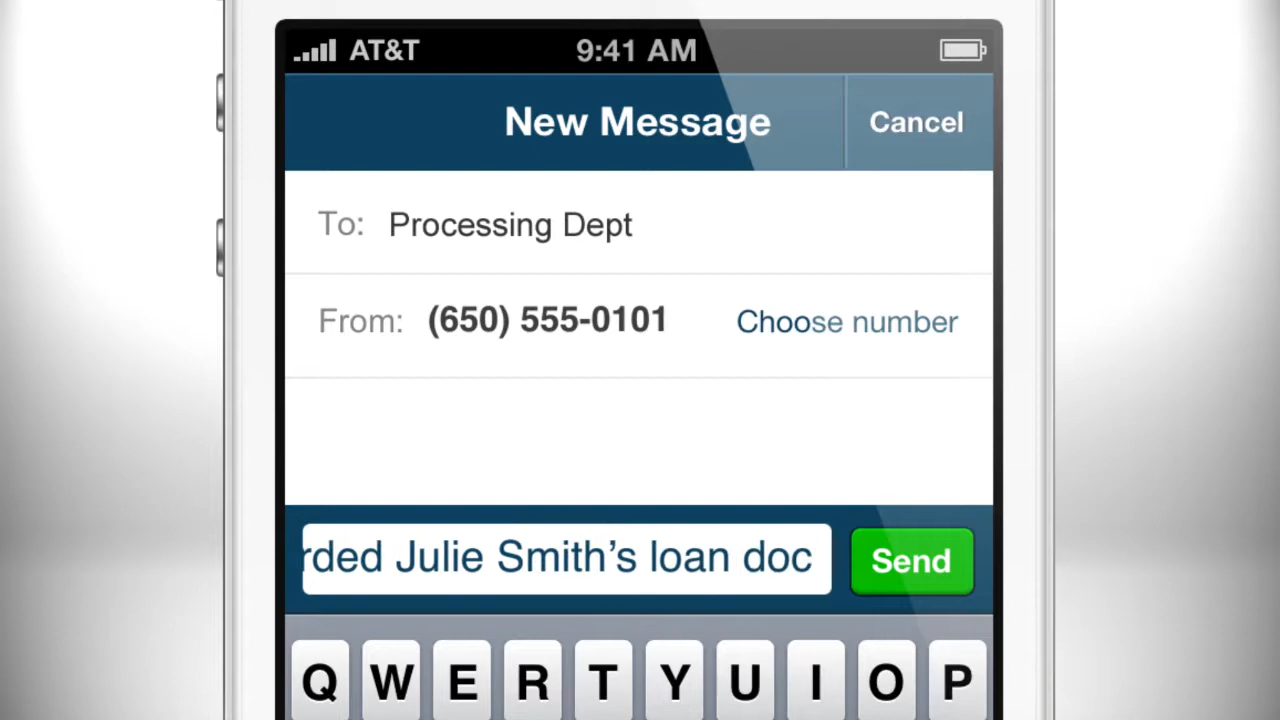 AT&T 9:41 AM
New Message Cancel
To: Processing Dept
From: (650) 555-0101 Choose number
rded Julie Smith’s loan doc Send
Q W E R T Y U I O P